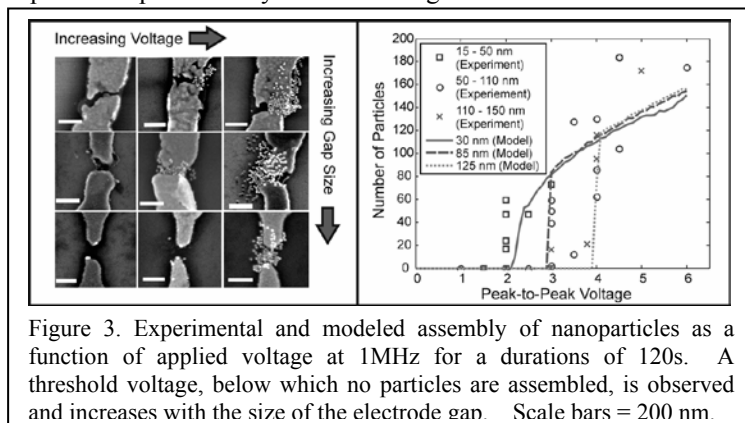 Increasing Voltage
Increasing Gap Size
200
180
160
140
120
100
80
60
40
20
0
Number of Particles
15 - 50 nm
(Experiment)
50 - 110 nm
(Experiement)
110 - 150 nm
(Experiment)
30 nm (Model)
85 nm (Model)
125 nm (Model)
0 1 2 3 4 5 6
Peak-to-Peak Voltage
Figure 3. Experimental and modeled assembly of nanoparticles as a
function of applied voltage at 1MHz for a durations of 120s. A
threshold voltage, below which no particles are assembled, is observed
and increases with the size of the electrode gap. Scale bars = 200 nm.